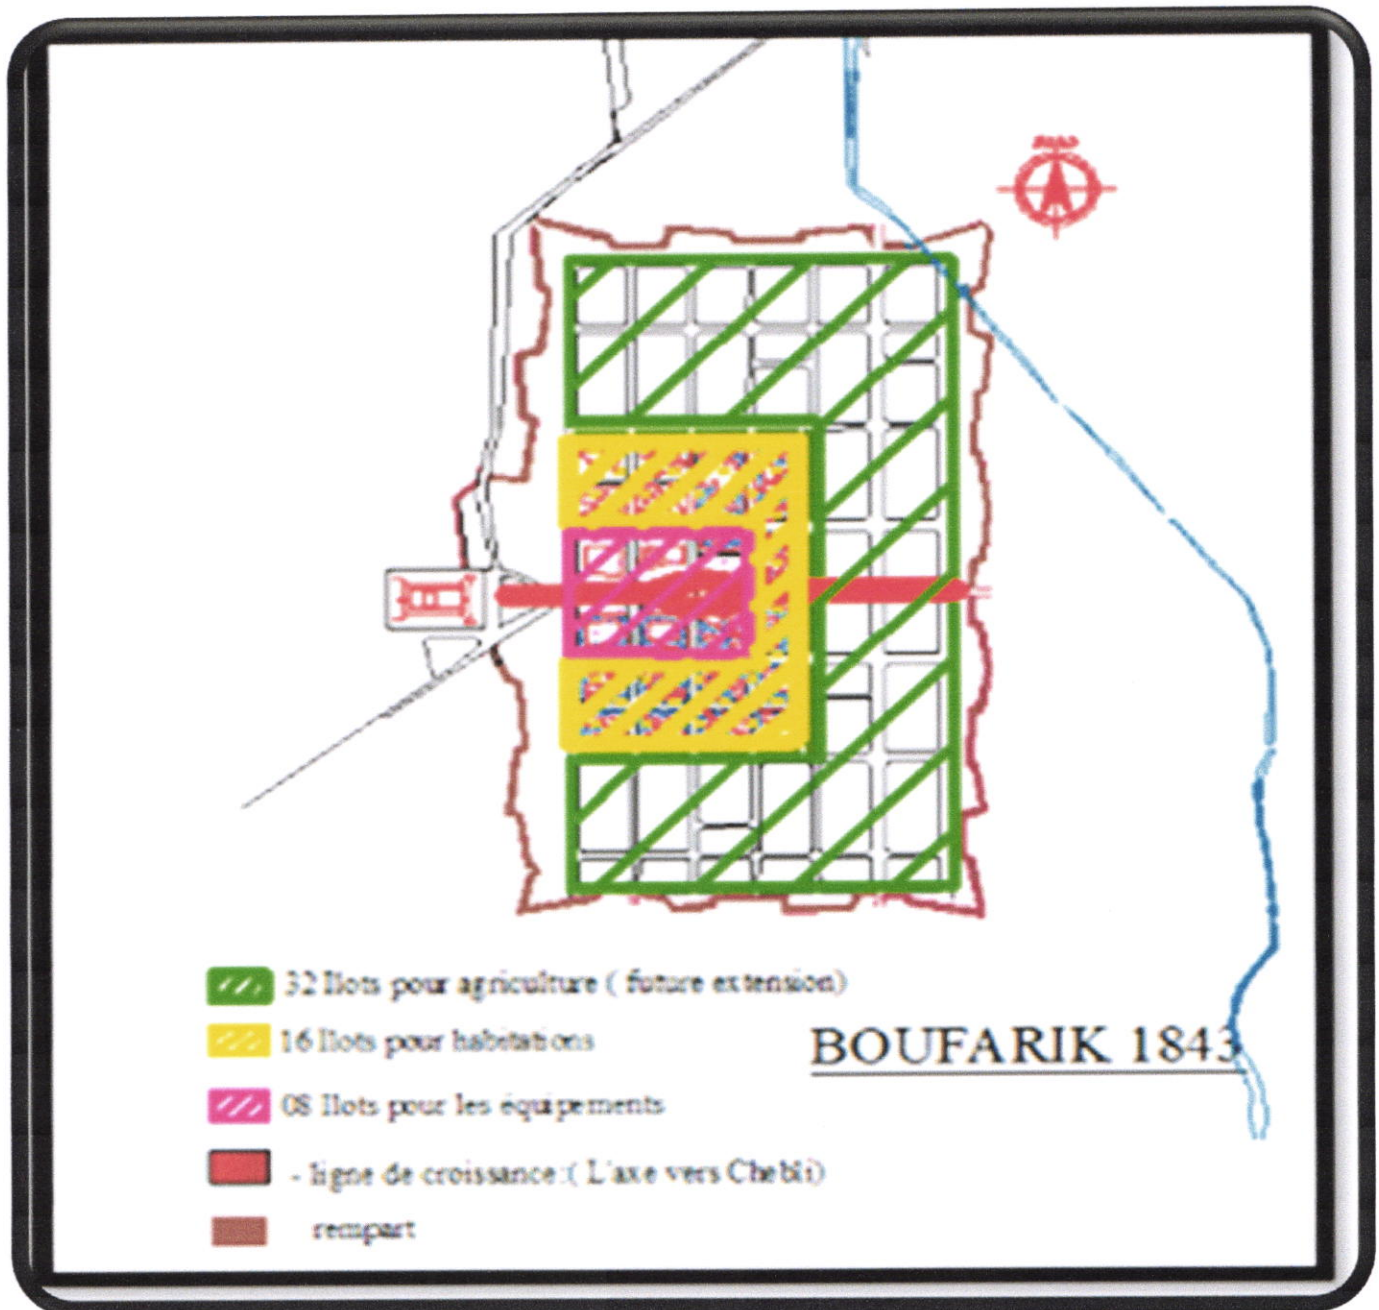 32 Ilots pour agriculture ( future extension)
16 Ilots pour habitations
BOUFARIK 1843
08 Ilots pour les équipements
- ligne de croissance :( L'axe vers Chebli)
rempart